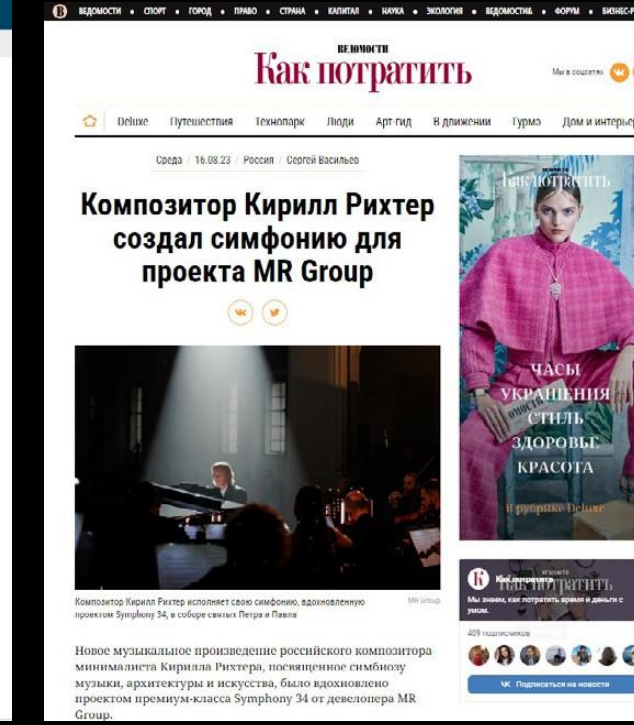 ВЕДОМОСТИ • СПОРТ • ГОРОД • ПРАВО • СТРАНА • КАПИТАЛ • НАУКА • ЭКОЛОГИЯ • ВЕДОМОСТИ& • ФОРУМ • БИЗНЕС-Р
ВЕДОМОСТИ
Как потратить
Мы в соцсетях
Deluxe Путешествия Технопарк Люди Арт-гид В движении Гурмэ Дом и интерьер
Среда / 16.08.23 / Россия / Сергей Васильев
Композитор Кирилл Рихтер
создал симфонию для
проекта MR Group
Композитор Кирилл Рихтер исполняет свою симфонию, вдохновленную
проектом Symphony 34, в соборе святых Петра и Павла
MR Group
Новое музыкальное произведение российского композитора-
минималиста Кирилла Рихтера, посвященное симбиозу
музыки, архитектуры и искусства, было вдохновлено
проектом премиум-класса Symphony 34 от девелопера MR
Group.
Как потратить
ЧАСЫ
УКРАШЕНИЯ
СТИЛЬ
ЗДОРОВЬЕ
КРАСОТА
В рубрике Deluxe
Как потратить
Мы знаем, как потратить время и деньги с
умом.
409 подписчиков
Подписаться на новости